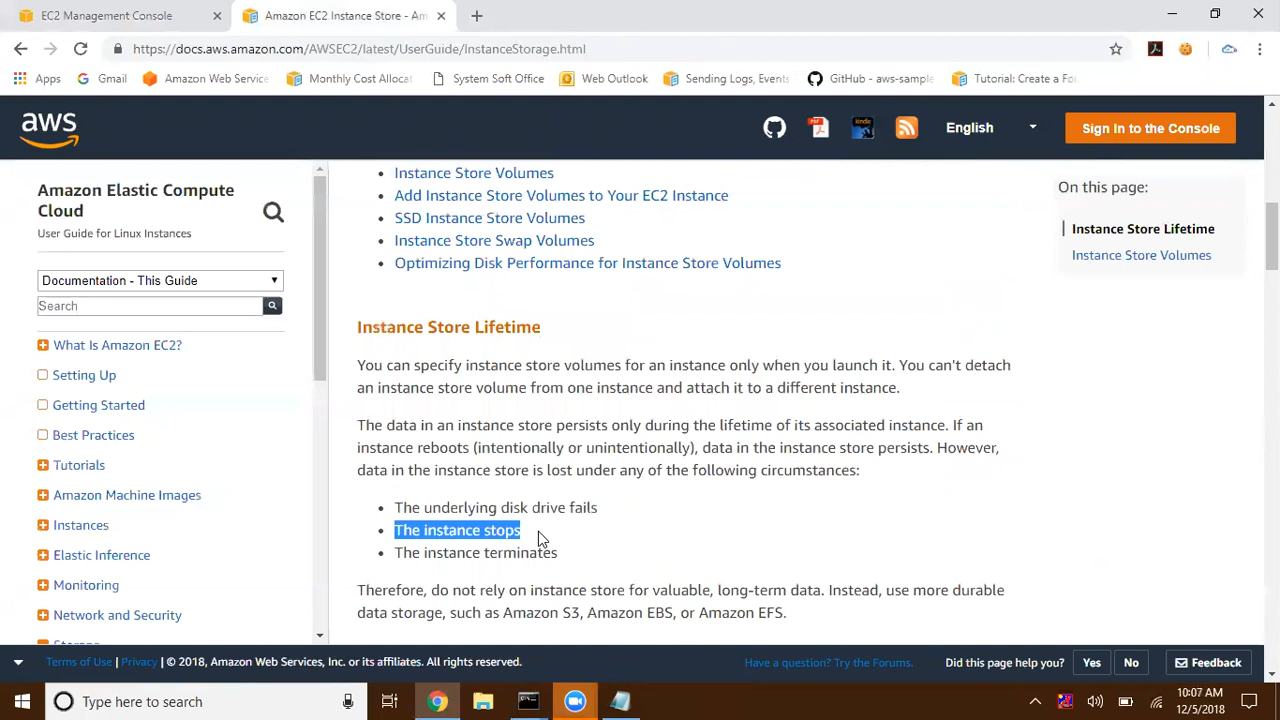 EC2 Management Console
Amazon EC2 Instance Store - Am
https://docs.aws.amazon.com/AWSEC2/latest/UserGuide/InstanceStorage.html
Apps
Gmail
Amazon Web Service
Monthly Cost Allocat
System Soft Office
Web Outlook
Sending Logs, Events
GitHub - aws-sample
Tutorial: Create a Fo
aws
PDF
kindle
English
Sign In to the Console
Amazon Elastic Compute
Cloud
User Guide for Linux Instances
Documentation - This Guide
Search
What Is Amazon EC2?
Setting Up
Getting Started
Best Practices
Tutorials
Amazon Machine Images
Instances
Elastic Inference
Monitoring
Network and Security
Storage
Instance Store Volumes
Add Instance Store Volumes to Your EC2 Instance
SSD Instance Store Volumes
Instance Store Swap Volumes
Optimizing Disk Performance for Instance Store Volumes
Instance Store Lifetime
You can specify instance store volumes for an instance only when you launch it. You can't detach
an instance store volume from one instance and attach it to a different instance.
The data in an instance store persists only during the lifetime of its associated instance. If an
instance reboots (intentionally or unintentionally), data in the instance store persists. However,
data in the instance store is lost under any of the following circumstances:
The underlying disk drive fails
The instance stops
The instance terminates
Therefore, do not rely on instance store for valuable, long-term data. Instead, use more durable
data storage, such as Amazon S3, Amazon EBS, or Amazon EFS.
On this page:
Instance Store Lifetime
Instance Store Volumes
Terms of Use | Privacy | © 2018, Amazon Web Services, Inc. or its affiliates. All rights reserved.
Have a question? Try the Forums.
Did this page help you?
Yes
No
Feedback
Type here to search
10:07 AM
12/5/2018